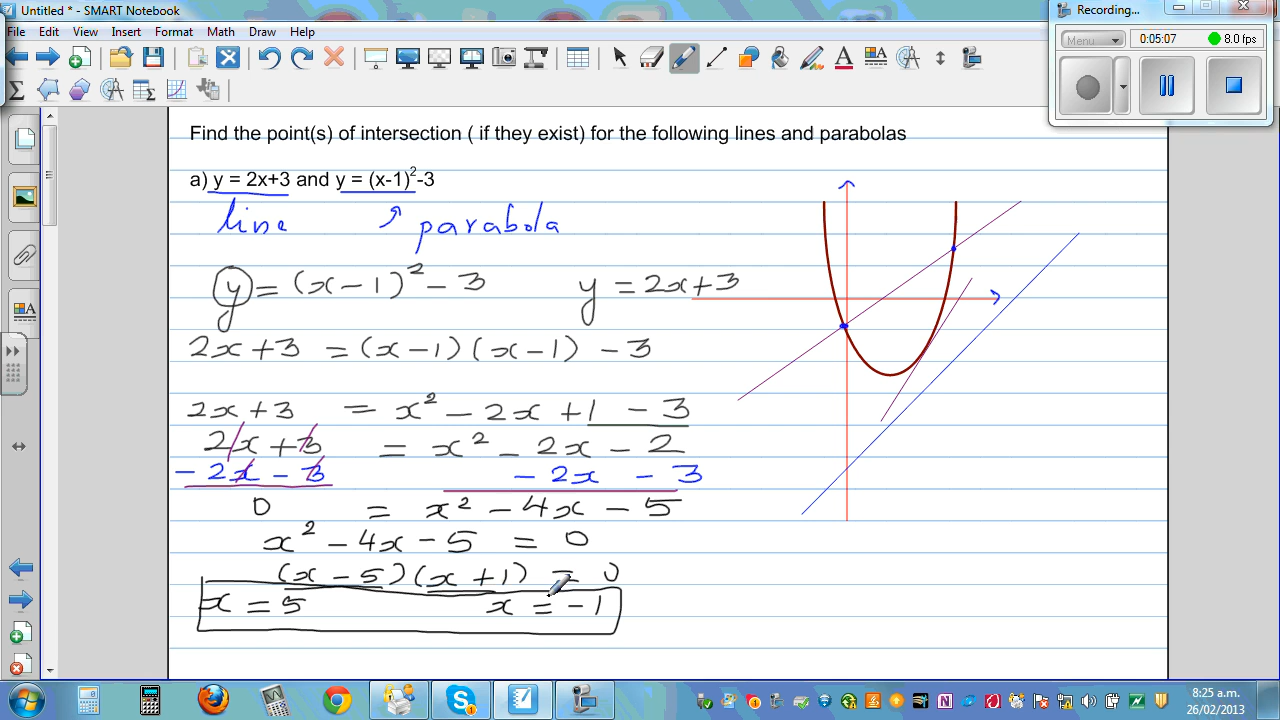 Untitled * - SMART Notebook
File Edit View Insert Format Math Draw Help
Recording...
Menu 0:05:07 8.0 fps
Find the point(s) of intersection ( if they exist) for the following lines and parabolas
a) y = 2x+3 and y = (x-1)²-3
line parabola
y = (x-1)² - 3 y = 2x+3
2x+3 = (x-1)(x-1) - 3
2x+3 = x² - 2x + 1 - 3
2x+3 = x² - 2x - 2
-2x - 3 -2x - 3
0 = x² - 4x - 5
x² - 4x - 5 = 0
(x-5)(x+1) = 0
x = 5 x = -1
8:25 a.m.
26/02/2013